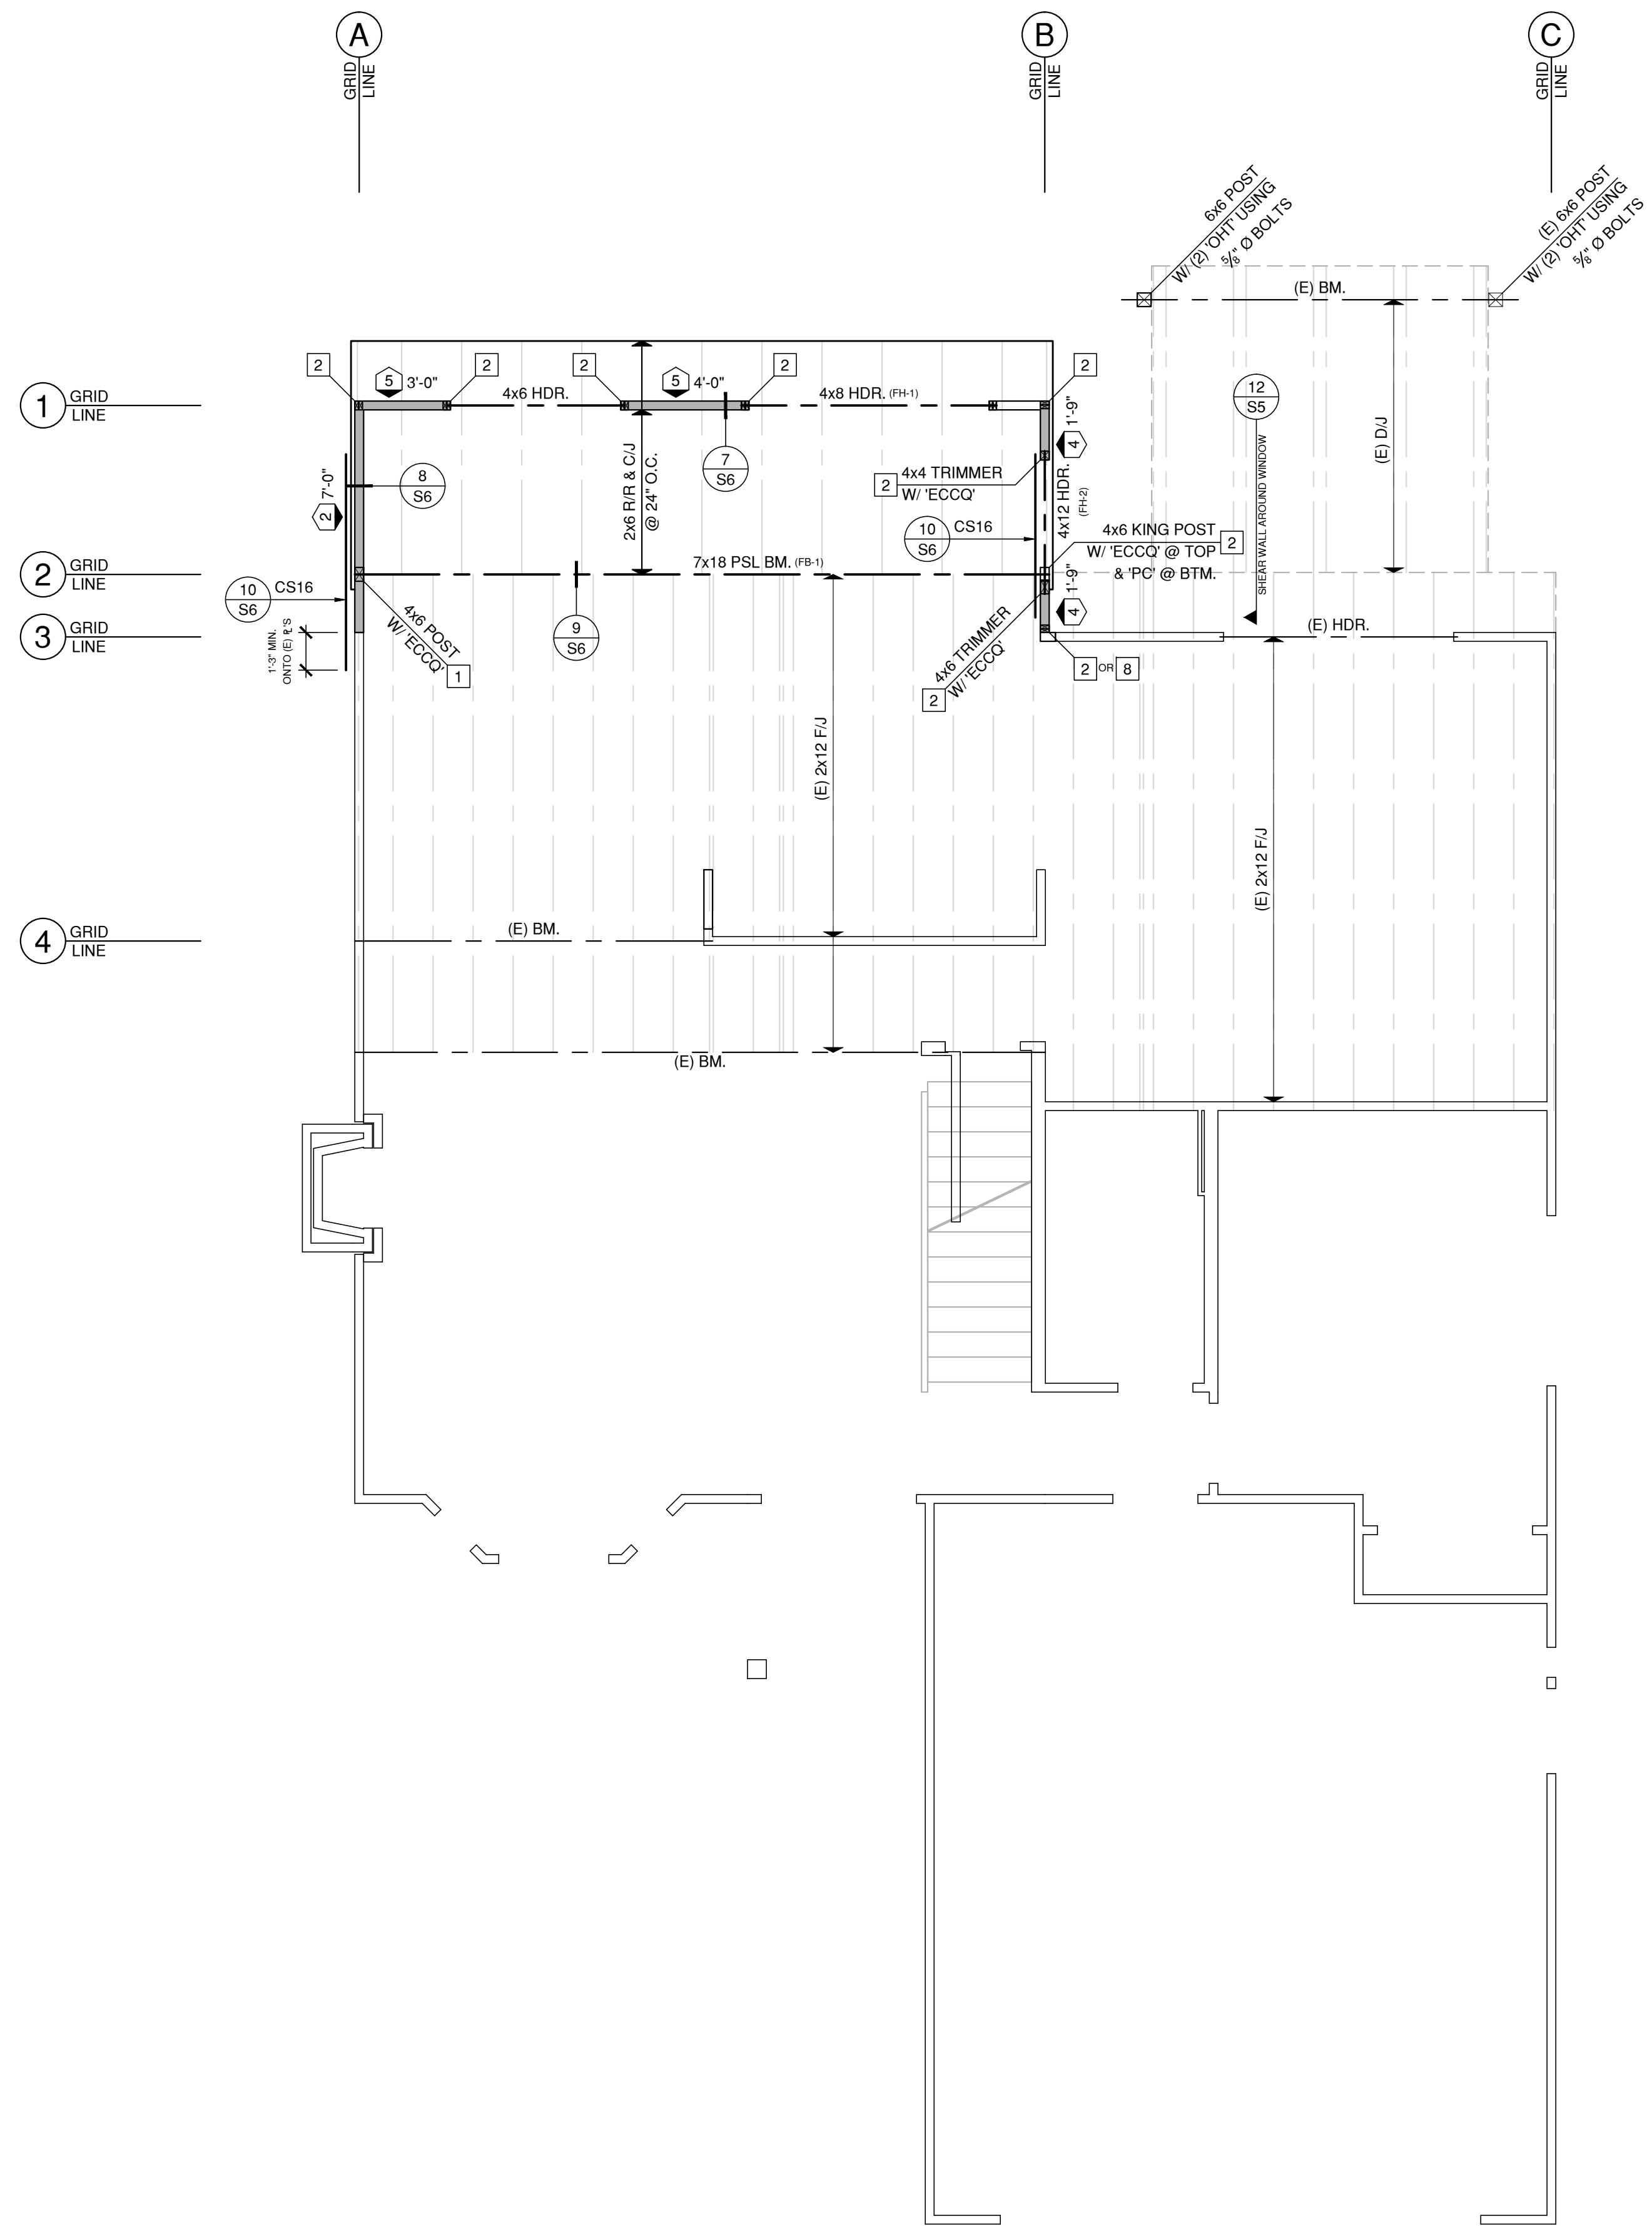 A
B
C
GRID
LINE
GRID
LINE
GRID
LINE
6x6 POST
W/ (2) 'OHT' USING
5/8" Ø BOLTS
(E) 6x6 POST
W/ (2) 'OHT' USING
5/8" Ø BOLTS
(E) BM.
2
5
3'-0"
2
2
5
4'-0"
2
2
1
GRID
LINE
4x6 HDR.
4x8 HDR. (FH-1)
12
S5
SHEAR WALL AROUND WINDOW
(E) D/J
4
1'-9"
2x6 R/R & C/J
@ 24" O.C.
7
S6
8
S6
2
7'-0"
2
4x4 TRIMMER
W/ 'ECCQ'
4x12 HDR.
(FH-2)
10
S6
CS16
4x6 KING POST
W/ 'ECCQ' @ TOP
& 'PC' @ BTM.
2
2
GRID
LINE
7x18 PSL BM. (FB-1)
10
S6
CS16
9
S6
4
1'-9"
3
GRID
LINE
1'-3" MIN.
ONTO (E) PL'S
4x6 POST
W/ 'ECCQ'
1
4x6 TRIMMER
W/ 'ECCQ'
2
2 OR 8
(E) HDR.
(E) 2x12 F/J
(E) 2x12 F/J
4
GRID
LINE
(E) BM.
(E) BM.